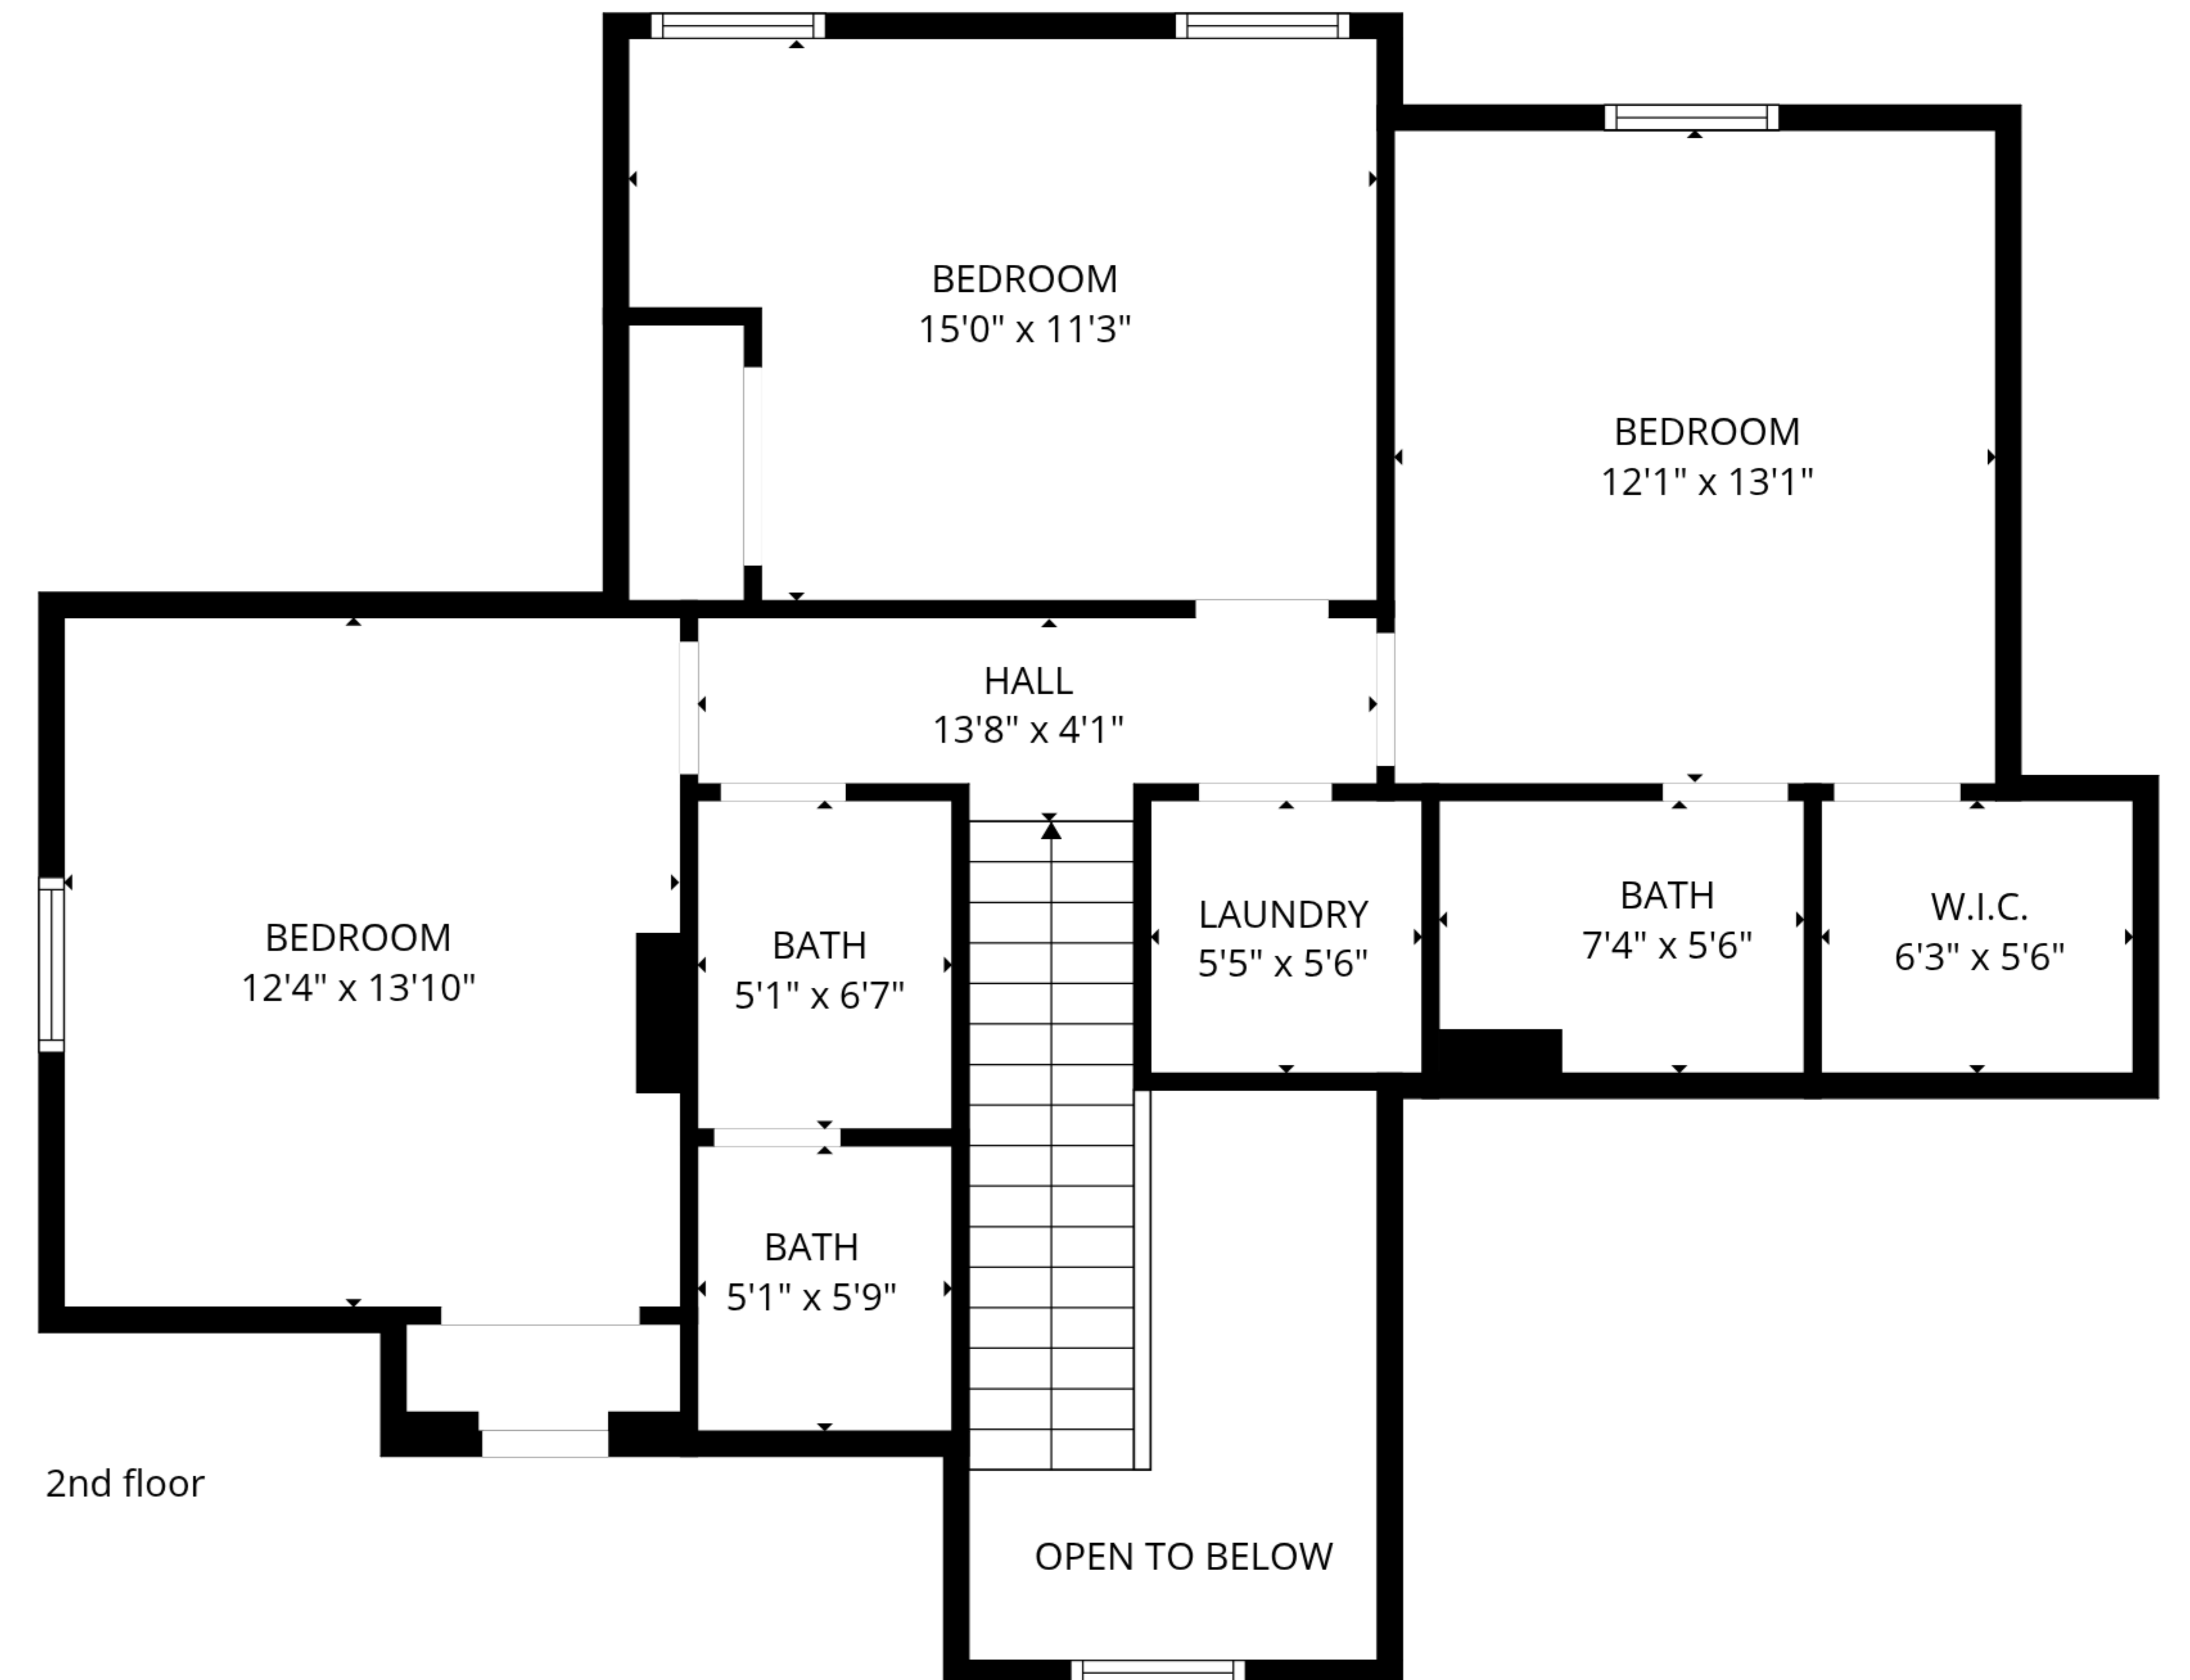 BEDROOM
15'0" x 11'3"
BEDROOM
12'1" x 13'1"
HALL
13'8" x 4'1"
BEDROOM
12'4" x 13'10"
BATH
5'1" x 6'7"
LAUNDRY
5'5" x 5'6"
BATH
7'4" x 5'6"
W.I.C.
6'3" x 5'6"
BATH
5'1" x 5'9"
2nd floor
OPEN TO BELOW